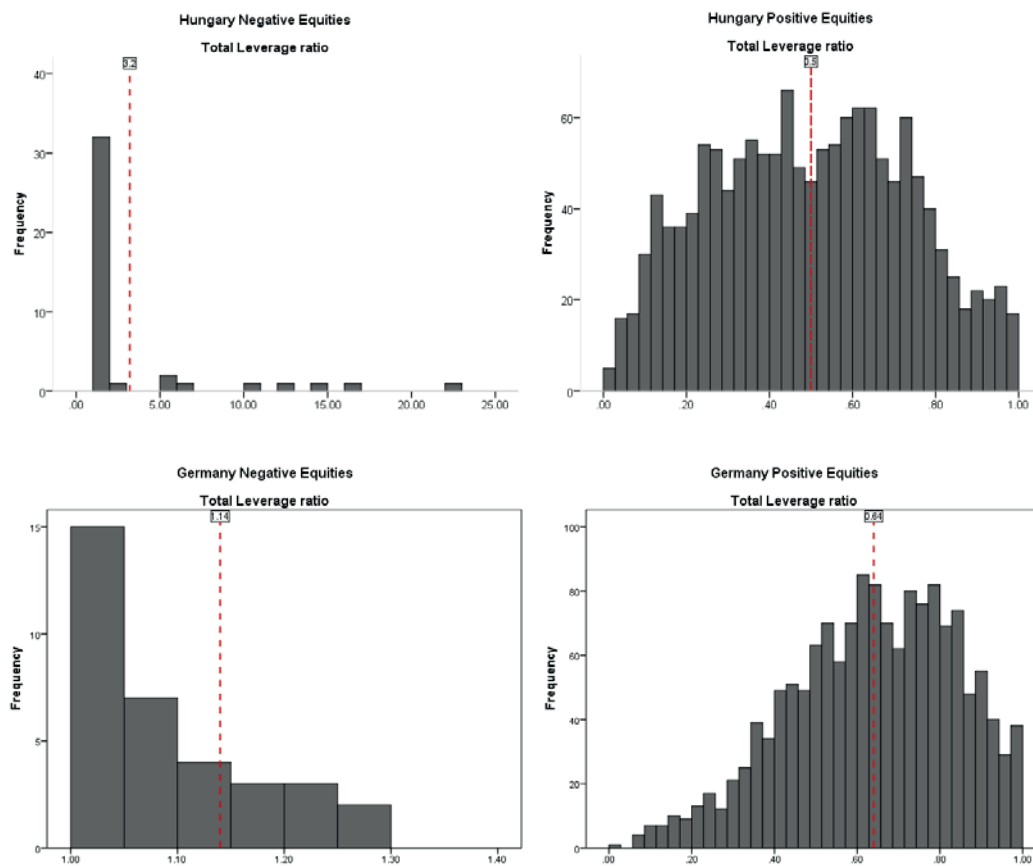 Hungary Negative Equities
Total Leverage ratio
3.2
40
30
20
10
0
Frequency
.00 5.00 10.00 15.00 20.00 25.00
Hungary Positive Equities
Total Leverage ratio
0.5
60
40
20
0
Frequency
.00 .20 .40 .60 .80 1.00
Germany Negative Equities
Total Leverage ratio
1.14
15
10
5
0
Frequency
1.00 1.10 1.20 1.30 1.40
Germany Positive Equities
Total Leverage ratio
0.64
100
80
60
40
20
0
Frequency
.00 .20 .40 .60 .80 1.00